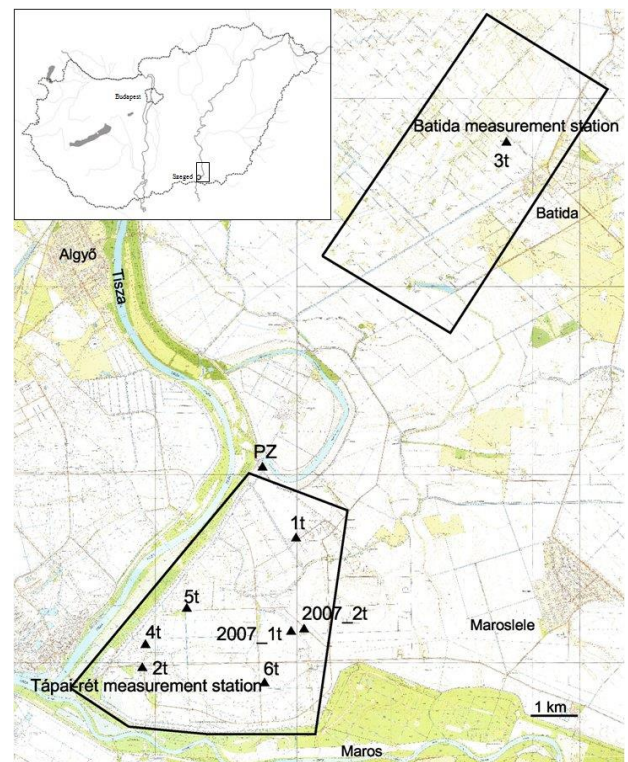 Budapest
Szeged
Batida measurement station
3t
Batida
Algyő
Tisza
PZ
1t
5t
2007_2t
2007_1t
4t
2t
6t
Tápai-rét measurement station
Maroslele
1 km
Maros